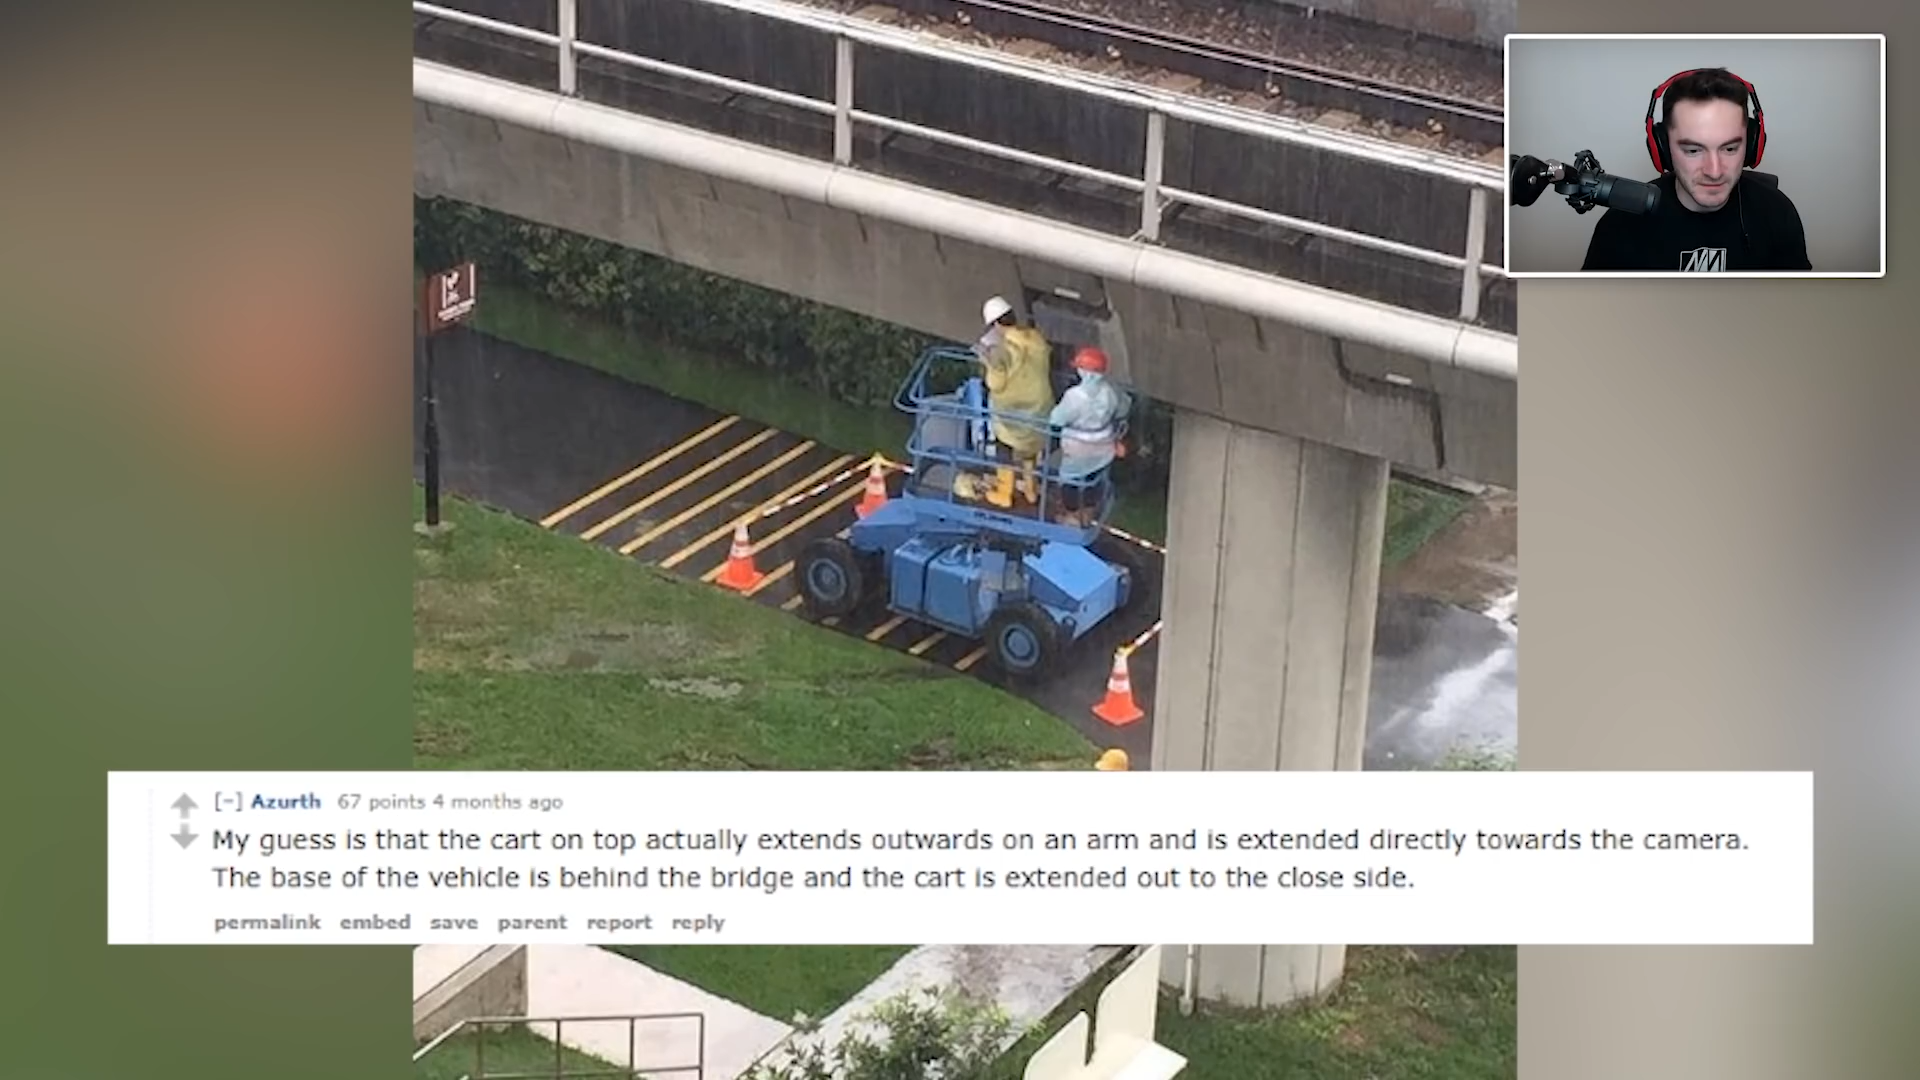 [-] Azurth 67 points 4 months ago
My guess is that the cart on top actually extends outwards on an arm and is extended directly towards the camera.
The base of the vehicle is behind the bridge and the cart is extended out to the close side.
permalink embed save parent report reply